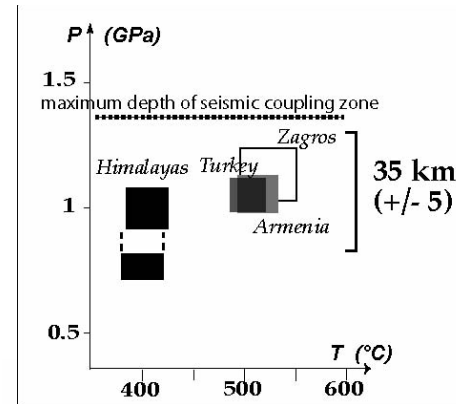 P (GPa)
1.5
maximum depth of seismic coupling zone
Zagros
Himalayas Turkey
35 km
(+/- 5)
1
Armenia
0.5
T (°C)
400 500 600